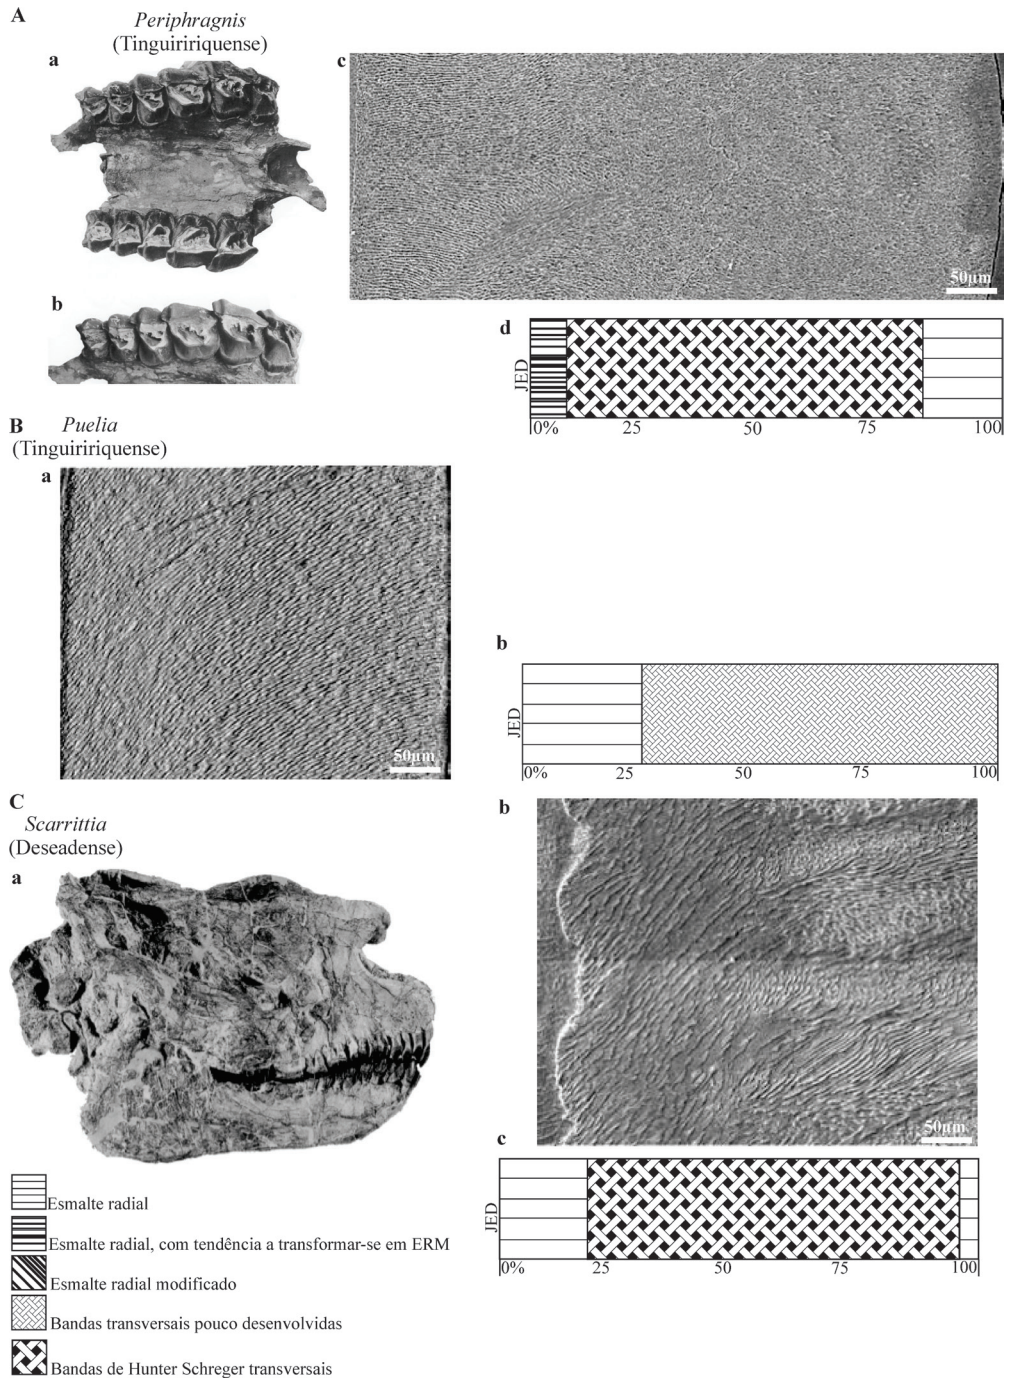 A
Periphragnis
(Tinguiririquense)
a
b
c
50µm
d
JED
0% 25 50 75 100
B
Puelia
(Tinguiririquense)
a
50µm
b
JED
0% 25 50 75 100
C
Scarrittia
(Deseadense)
a
b
50µm
c
JED
0% 25 50 75 100
Esmalte radial
Esmalte radial, com tendência a transformar-se em ERM
Esmalte radial modificado
Bandas transversais pouco desenvolvidas
Bandas de Hunter Schreger transversais